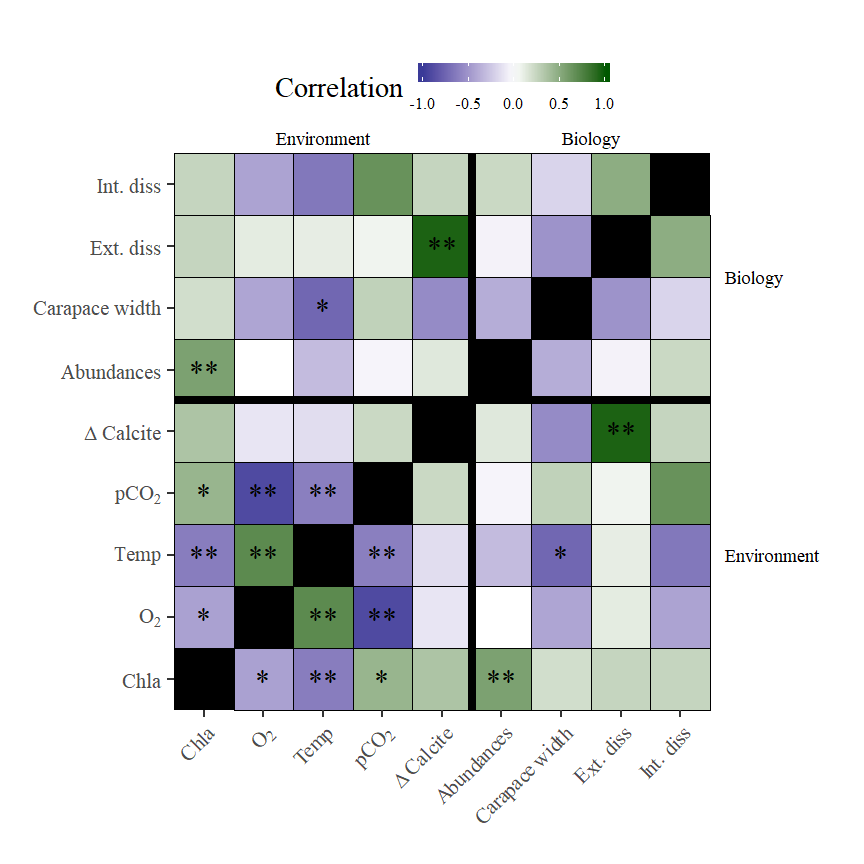 Correlation
-1.0 -0.5 0.0 0.5 1.0
Environment Biology
Int. diss
Ext. diss **
Biology
Carapace width *
Abundances **
Δ Calcite **
pCO₂ * ** **
Temp ** ** ** *
Environment
O₂ * ** **
Chla * ** * **
Chla O₂ Temp pCO₂ Δ Calcite Abundances Carapace width Ext. diss Int. diss